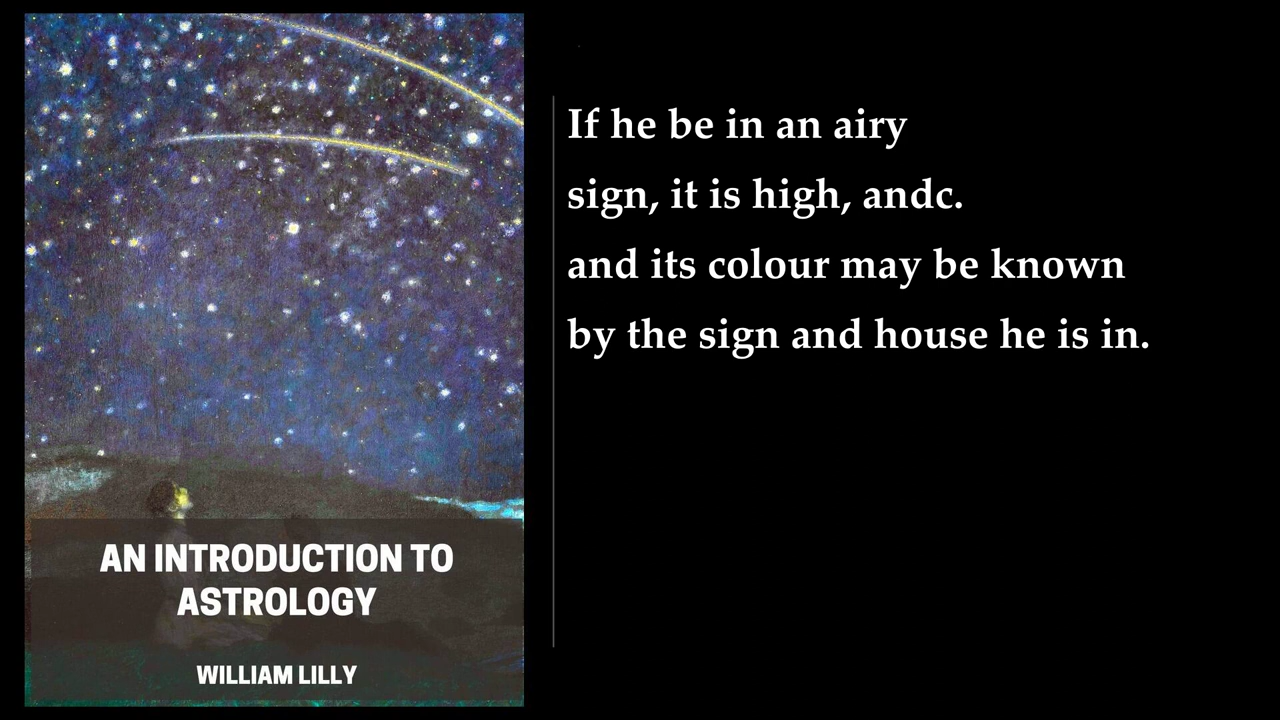 If he be in an airy
sign, it is high, andc.
and its colour may be known
by the sign and house he is in.
AN INTRODUCTION TO
ASTROLOGY
WILLIAM LILLY